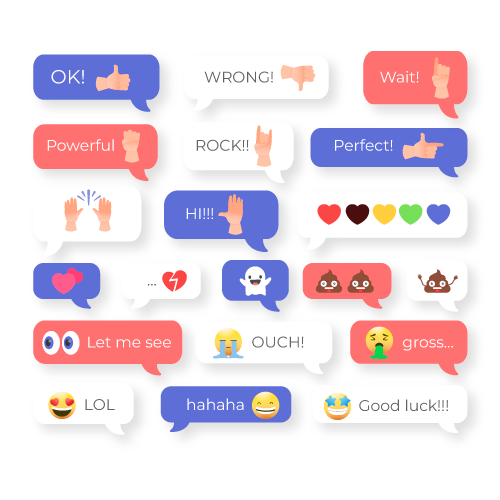 OK!
WRONG!
Wait!
Powerful
ROCK!!
Perfect!
HI!!!
...
Let me see
OUCH!
gross...
LOL
hahaha
Good luck!!!